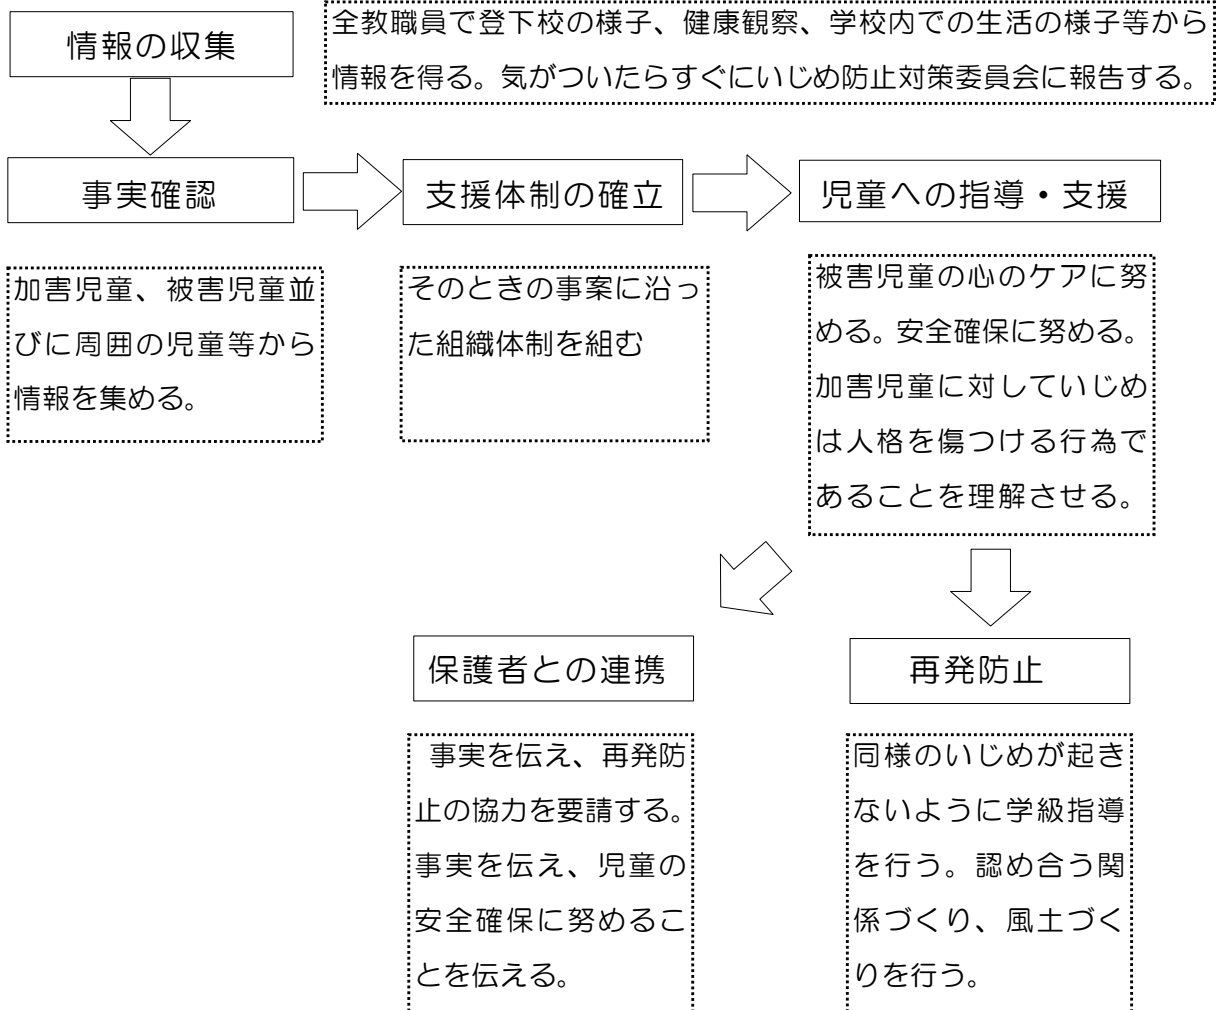 情報の収集
全教職員で登下校の様子、健康観察、学校内での生活の様子等から
情報を得る。気がついたらすぐにいじめ防止対策委員会に報告する。
事実確認
支援体制の確立
児童への指導・支援
加害児童、被害児童並
びに周囲の児童等から
情報を集める。
そのときの事案に沿っ
た組織体制を組む
被害児童の心のケアに努
める。安全確保に努める。
加害児童に対していじめ
は人格を傷つける行為で
あることを理解させる。
保護者との連携
再発防止
事実を伝え、再発防
止の協力を要請する。
事実を伝え、児童の
安全確保に努めるこ
とを伝える。
同様のいじめが起き
ないように学級指導
を行う。認め合う関
係づくり、風土づく
りを行う。